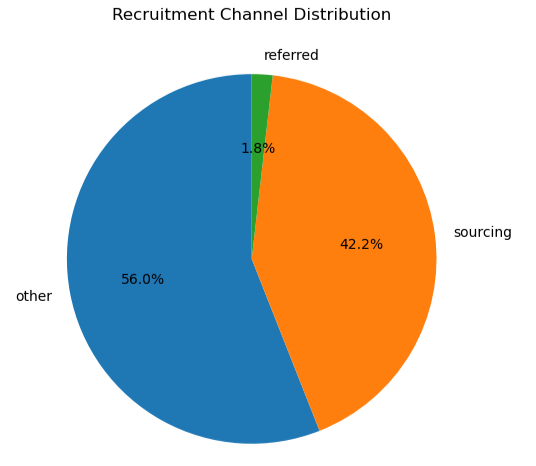 Recruitment Channel Distribution
referred
1.8%
sourcing
42.2%
56.0%
other